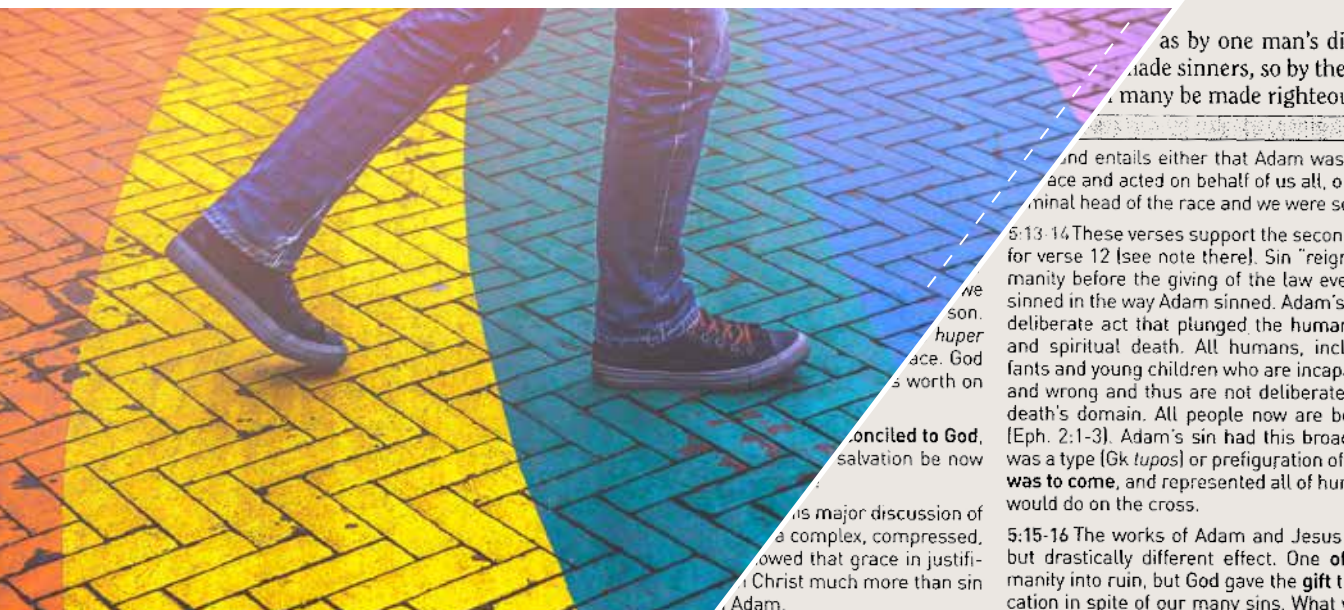 we
son.
huper
ace. God
s worth on
onciled to God,
salvation be now
is major discussion of
a complex, compressed,
owed that grace in justifi-
Christ much more than sin
Adam.
as by one man's di
ade sinners, so by the
many be made righteou
and entails either that Adam was
ace and acted on behalf of us all, o
minal head of the race and we were se
5:13-14 These verses support the secon
for verse 12 (see note there). Sin "reign
manity before the giving of the law eve
sinned in the way Adam sinned. Adam's
deliberate act that plunged the human
and spiritual death. All humans, incl
fants and young children who are incapa
and wrong and thus are not deliberate
death's domain. All people now are bo
(Eph. 2:1-3). Adam's sin had this broad
was a type (Gk tupos) or prefiguration of
was to come, and represented all of hum
would do on the cross.
5:15-16 The works of Adam and Jesus
but drastically different effect. One of
manity into ruin, but God gave the gift t
cation in spite of our many sins. What